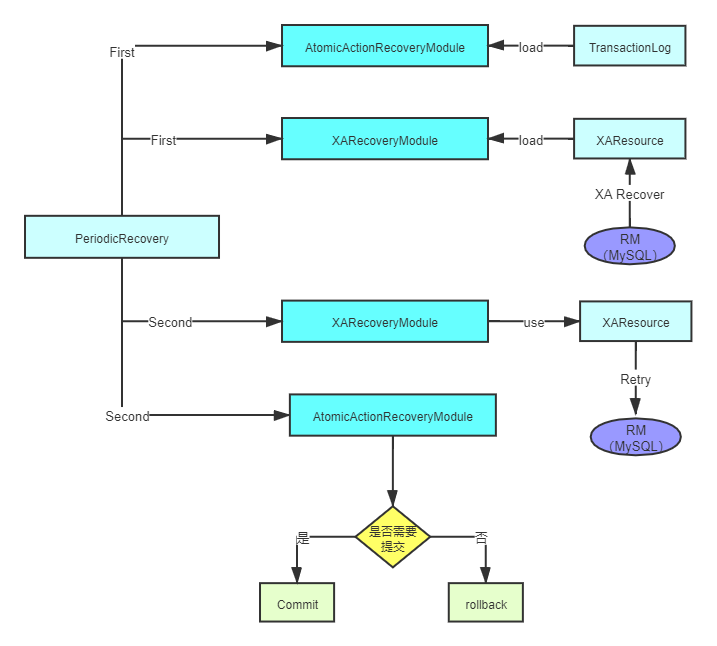 First
AtomicActionRecoveryModule
load
TransactionLog
First
XARecoveryModule
load
XAResource
XA Recover
PeriodicRecovery
RM
（MySQL）
Second
XARecoveryModule
use
XAResource
Retry
Second
AtomicActionRecoveryModule
RM
（MySQL）
是
是否需要
提交
否
Commit
rollback